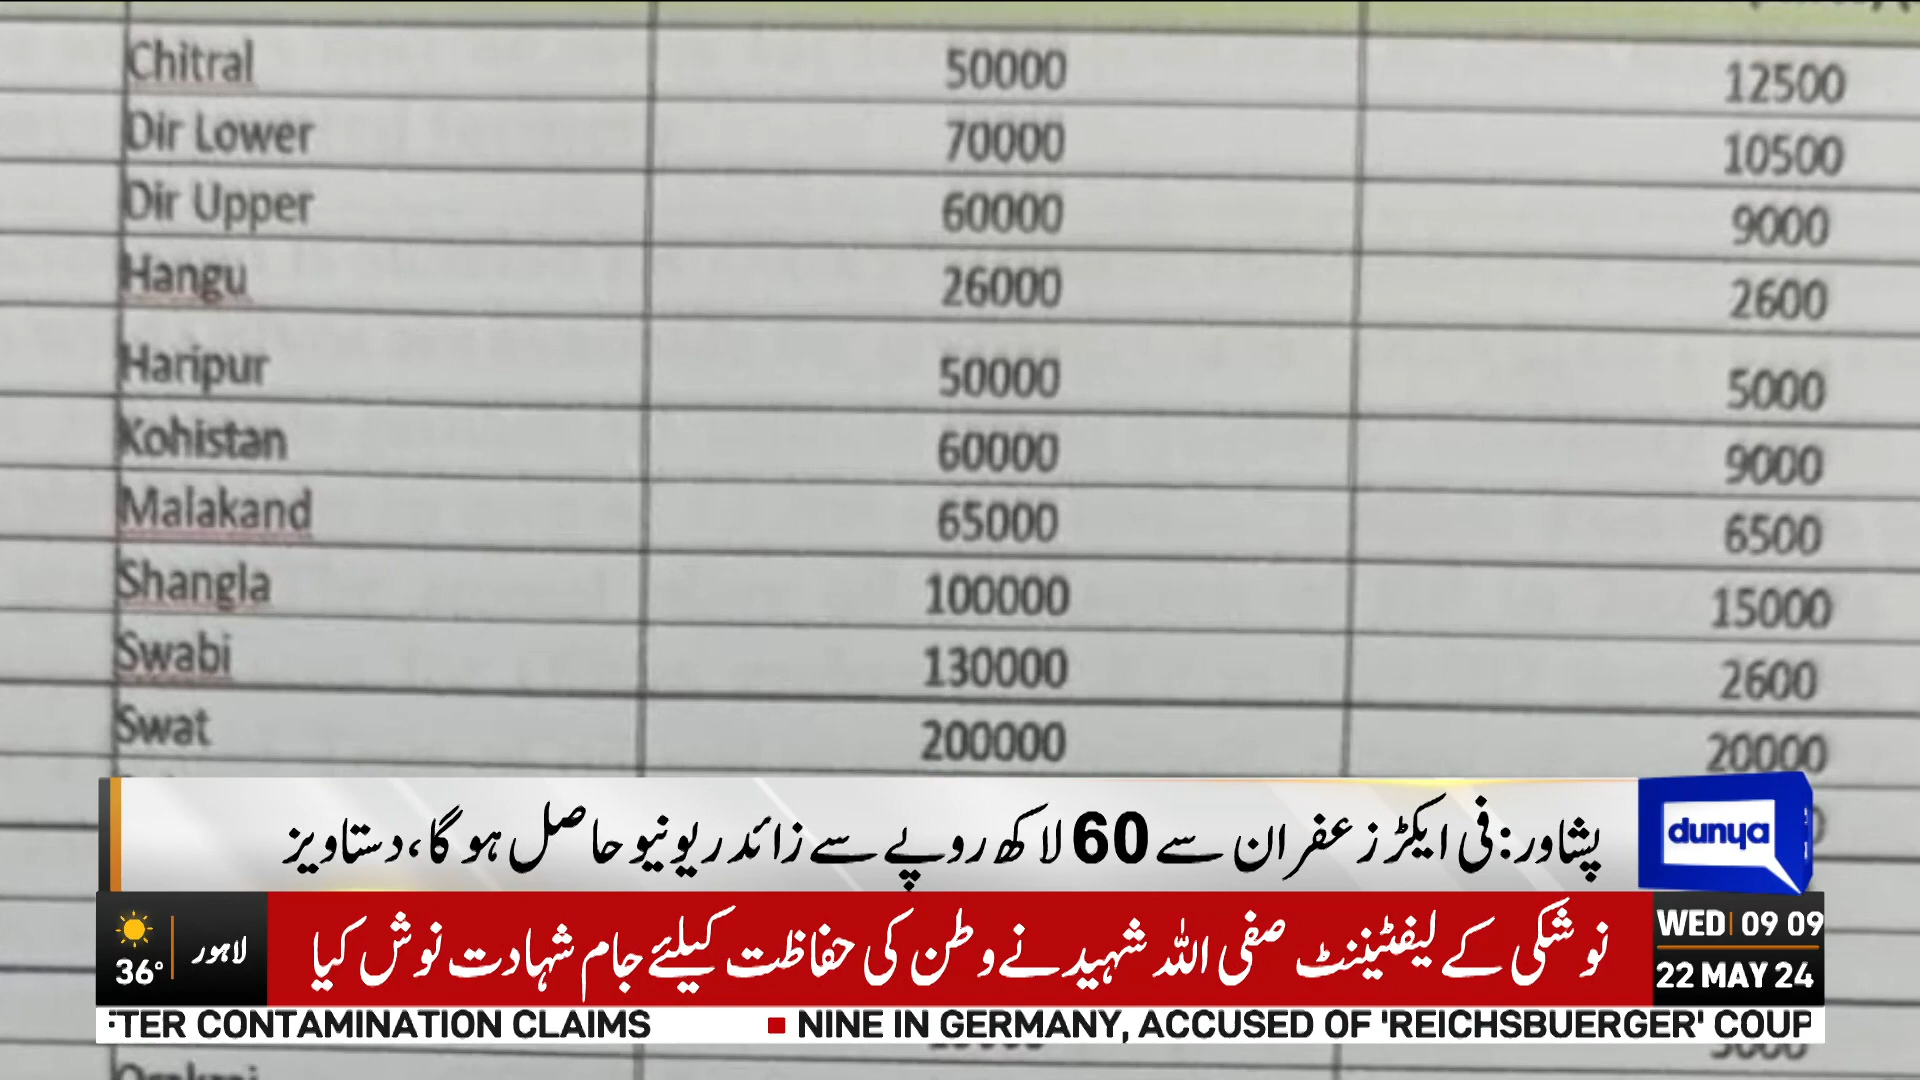 Chitral 50000 12500
Dir Lower 70000 10500
Dir Upper 60000 9000
Hangu 26000 2600
Haripur 50000 5000
Kohistan 60000 9000
Malakand 65000 6500
Shangla 100000 15000
Swabi 130000 2600
Swat 200000 20000
پشاور: فی ایکڑ زعفران سے 60 لاکھ روپے سے زائد ریونیو حاصل ہوگا، دستاویز
dunya
نوشکی کے لیفٹیننٹ صفی اللہ شہید نے وطن کی حفاظت کیلئے جام شہادت نوش کیا
لاہور 36°
WED 09 09
22 MAY 24
TER CONTAMINATION CLAIMS ■ NINE IN GERMANY, ACCUSED OF 'REICHSBUERGER' COUP